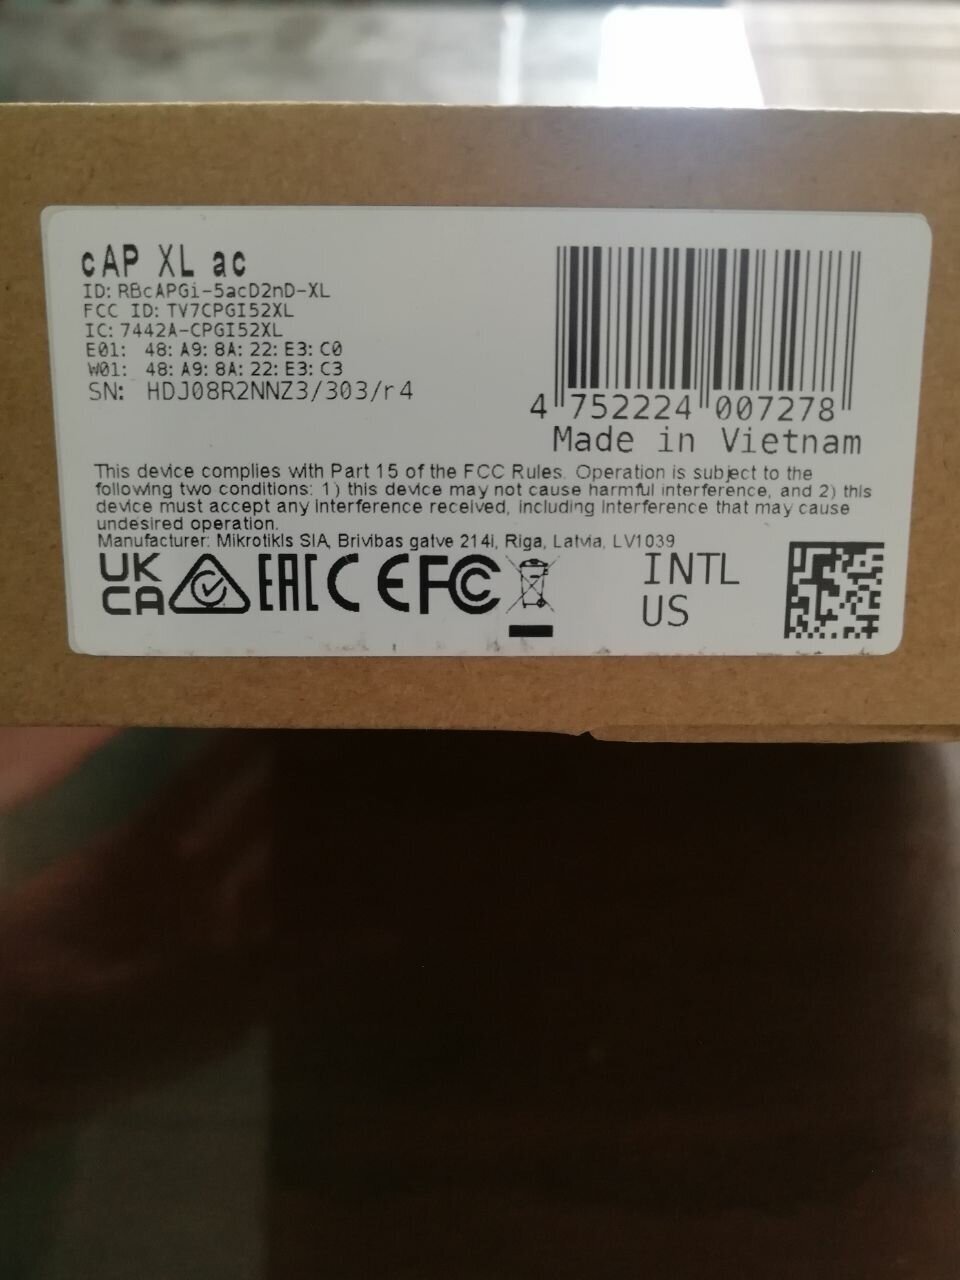 cAP XL ac
ID: RBcAPGi-5acD2nD-XL
FCC ID: TV7CPGI52XL
IC: 7442A-CPGI52XL
E01: 48: A9: 8A: 22: E3: C0
W01: 48: A9: 8A: 22: E3: C3
SN: HDJ08R2NNZ3/303/r4
4 752224 007278
Made in Vietnam
This device complies with Part 15 of the FCC Rules. Operation is subject to the
following two conditions: 1) this device may not cause harmful interference, and 2) this
device must accept any interference received, including interference that may cause
undesired operation.
Manufacturer: Mikrotikls SIA, Brivibas gatve 214i, Riga, Latvia, LV1039
UK
CA
EAC CE FC
INTL
US